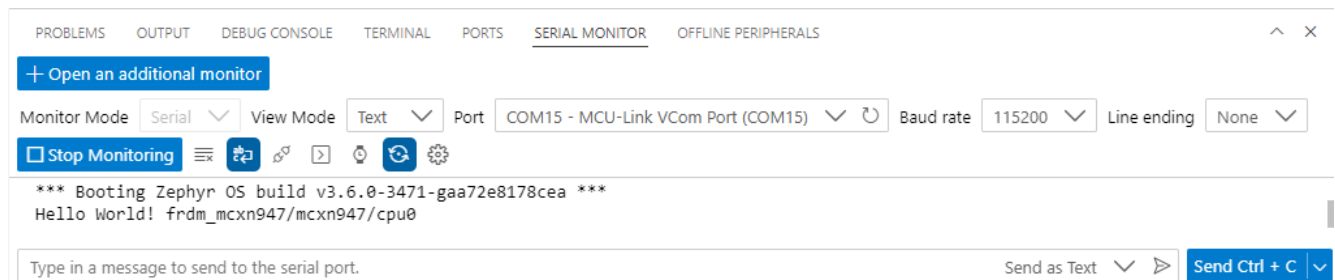 PROBLEMS OUTPUT DEBUG CONSOLE TERMINAL PORTS SERIAL MONITOR OFFLINE PERIPHERALS
+ Open an additional monitor
Monitor Mode Serial View Mode Text Port COM15 - MCU-Link VCom Port (COM15) Baud rate 115200 Line ending None
Stop Monitoring
*** Booting Zephyr OS build v3.6.0-3471-gaa72e8178cea ***
Hello World! frdm_mcxn947/mcxn947/cpu0
Type in a message to send to the serial port. Send as Text Send Ctrl + C